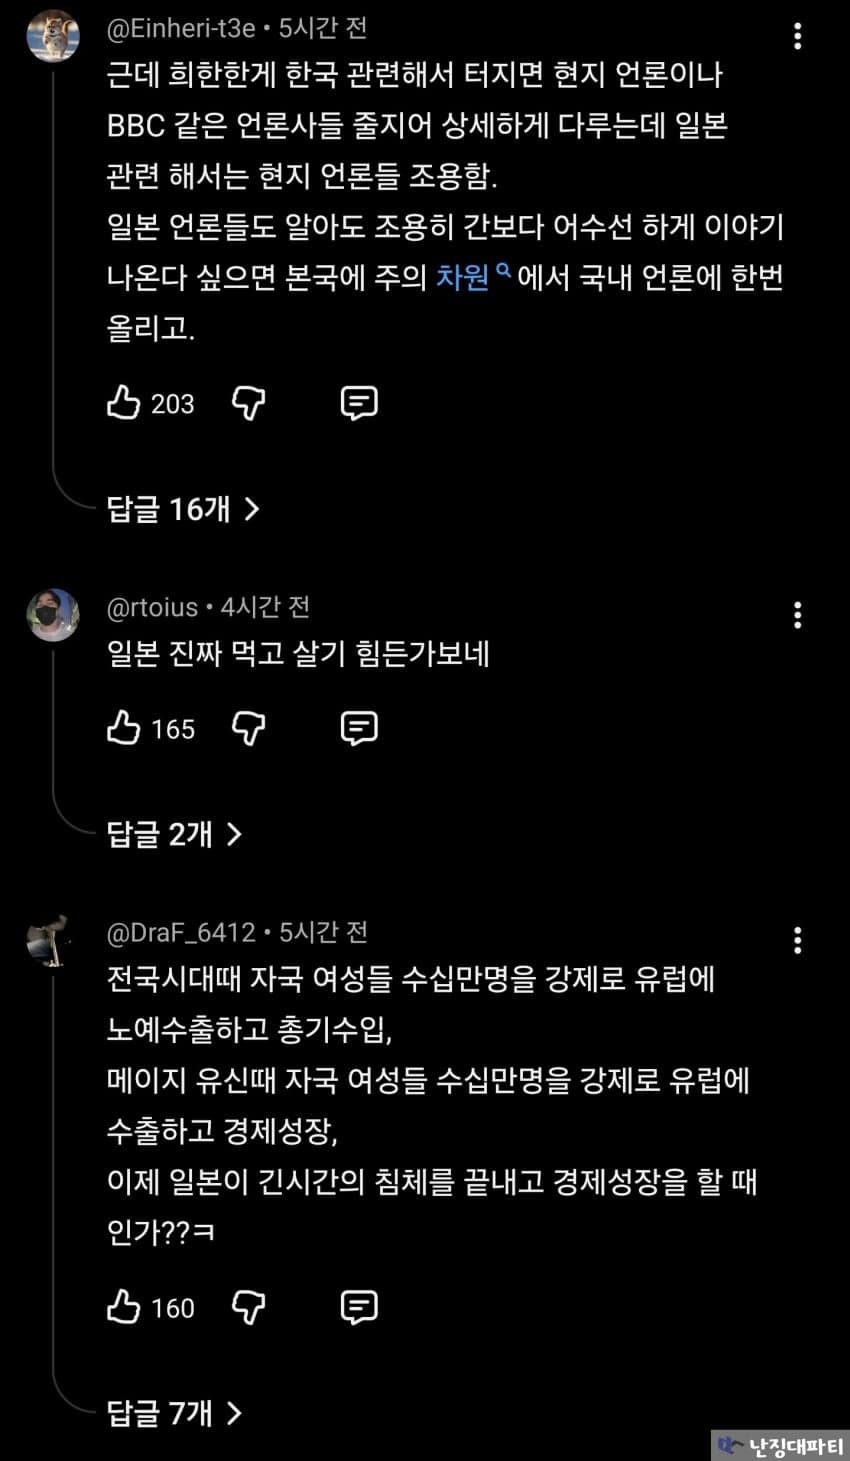 @Einheri-t3e • 5시간 전
근데 희한한게 한국 관련해서 터지면 현지 언론이나
BBC 같은 언론사들 줄지어 상세하게 다루는데 일본
관련 해서는 현지 언론들 조용함.
일본 언론들도 알아도 조용히 간보다 어수선 하게 이야기
나온다 싶으면 본국에 주의 차원 에서 국내 언론에 한번
올리고.
203
답글 16개
@rtoius • 4시간 전
일본 진짜 먹고 살기 힘든가보네
165
답글 2개
@DraF_6412 • 5시간 전
전국시대때 자국 여성들 수십만명을 강제로 유럽에
노예수출하고 총기수입,
메이지 유신때 자국 여성들 수십만명을 강제로 유럽에
수출하고 경제성장,
이제 일본이 긴시간의 침체를 끝내고 경제성장을 할 때
인가??ㅋ
160
답글 7개
난징대파티